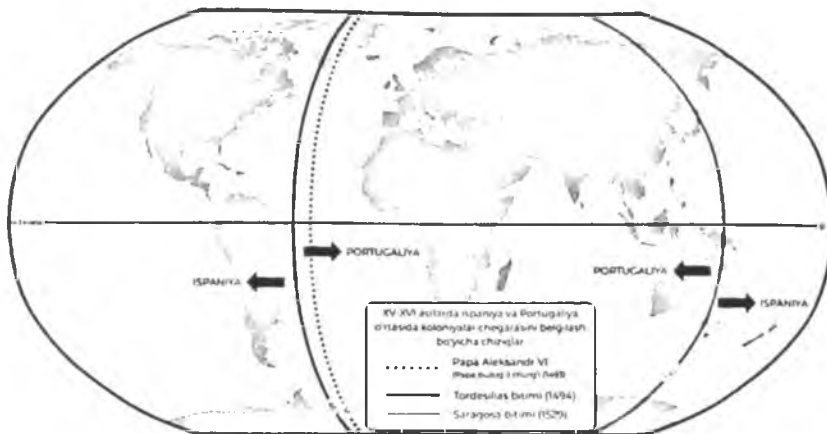 PORTUGALIYA
ISPANIYA
PORTUGALIYA
ISPANIYA
XV-XVI asrlarda Ispaniya va Portugaliya
o'rtasida koloniyalar chegarasini belgilash
bo'yicha chiziqlar
Papa Aleksandr VI
Tordesilias bitimi (1494)
Saragosa bitimi (1529)